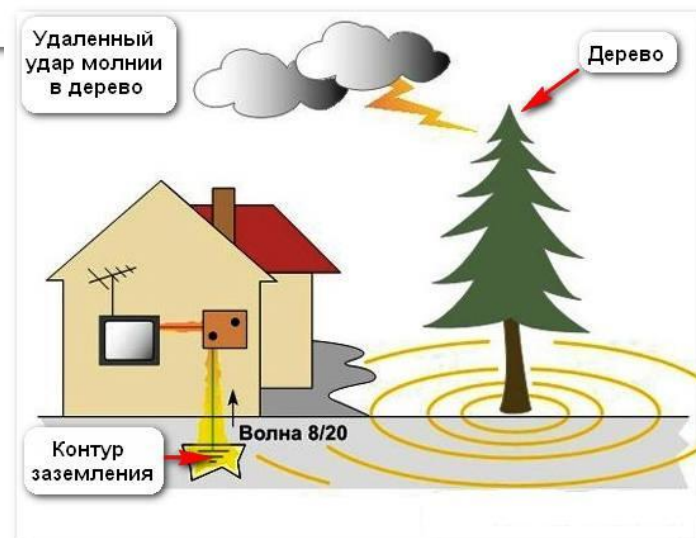 Удаленный
удар молнии
в дерево
Дерево
Волна 8/20
Контур
заземления